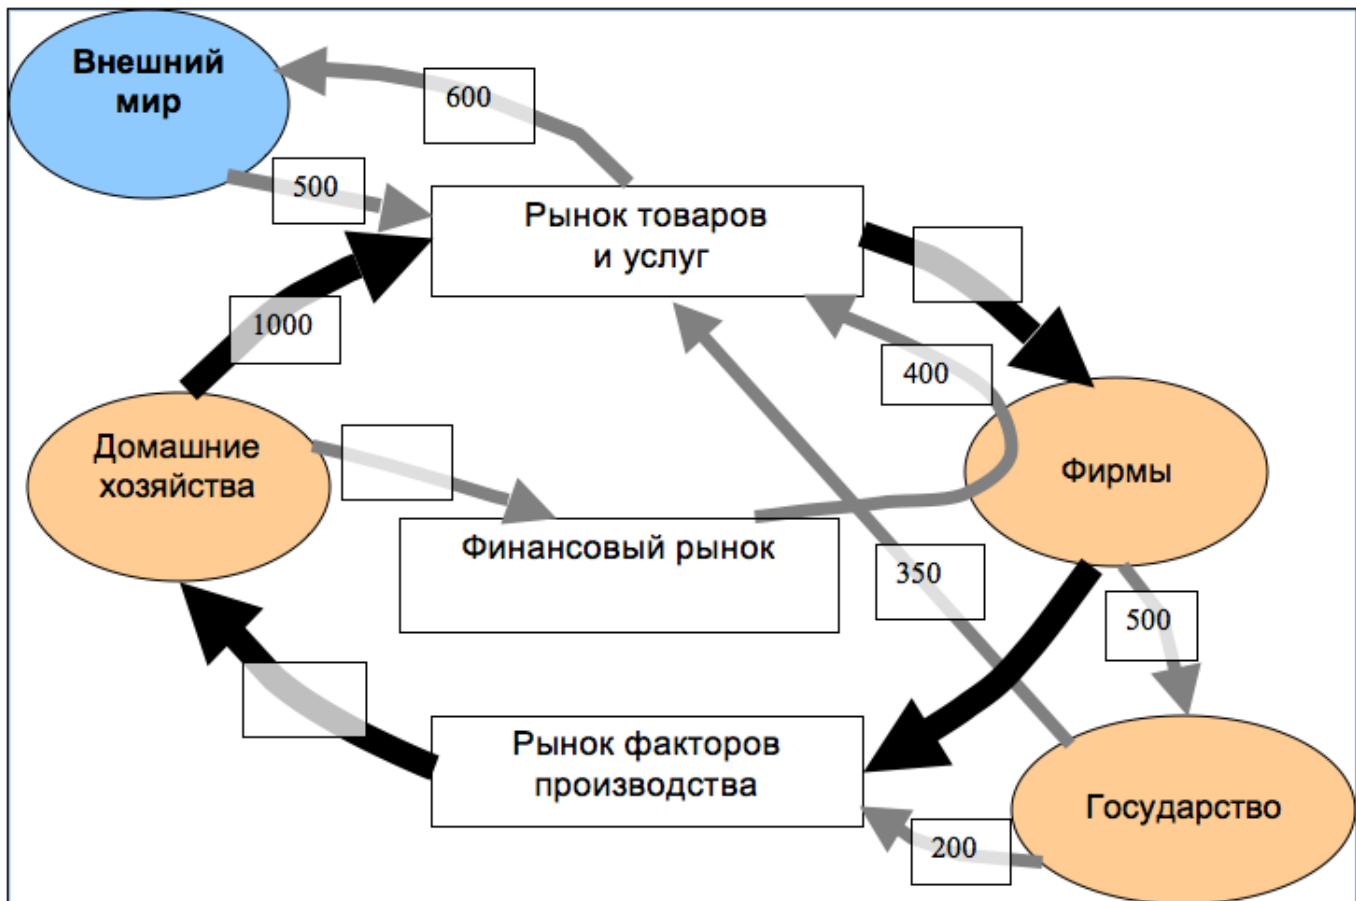 Внешний
мир
600
500
Рынок товаров
и услуг
1000
400
Домашние
хозяйства
Фирмы
Финансовый рынок
350
500
Рынок факторов
производства
Государство
200